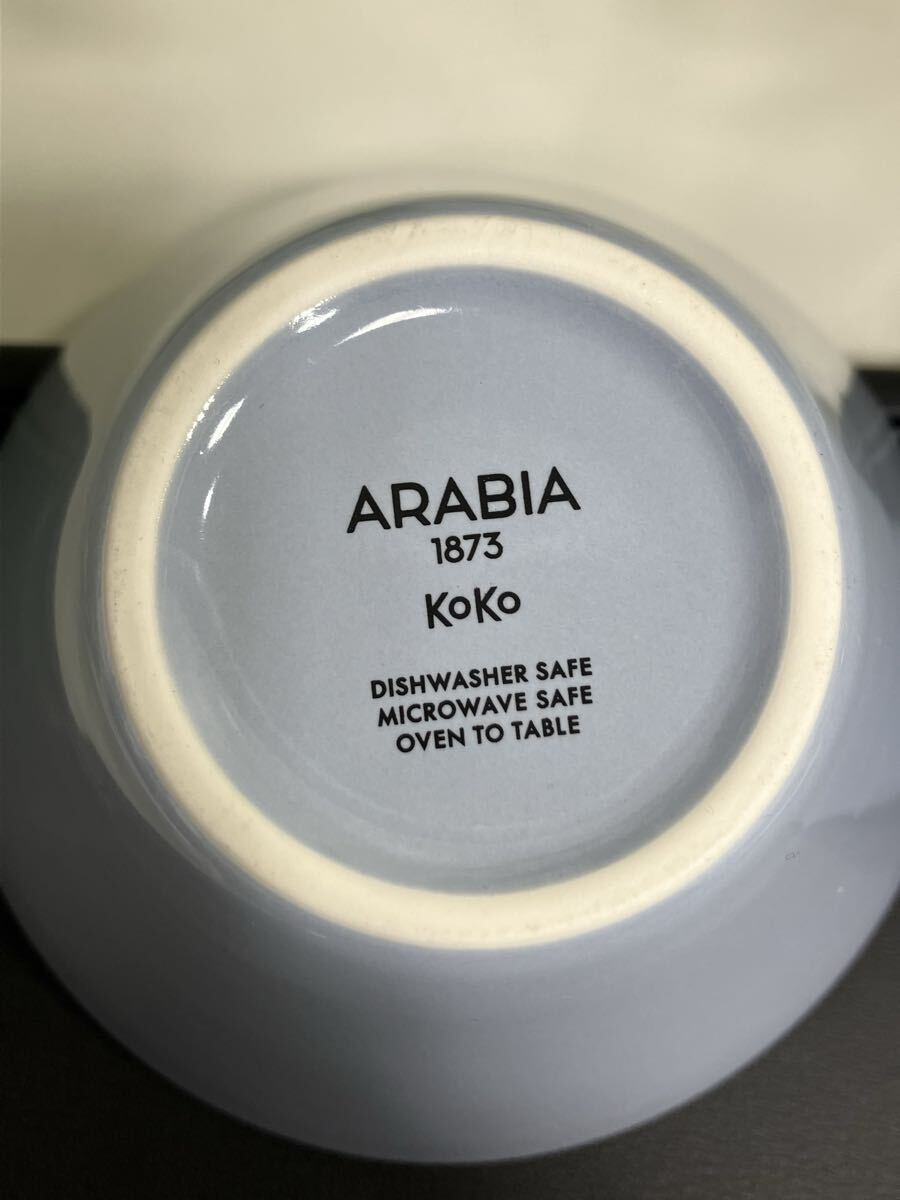 ARABIA
1873
KoKo
DISHWASHER SAFE
MICROWAVE SAFE
OVEN TO TABLE